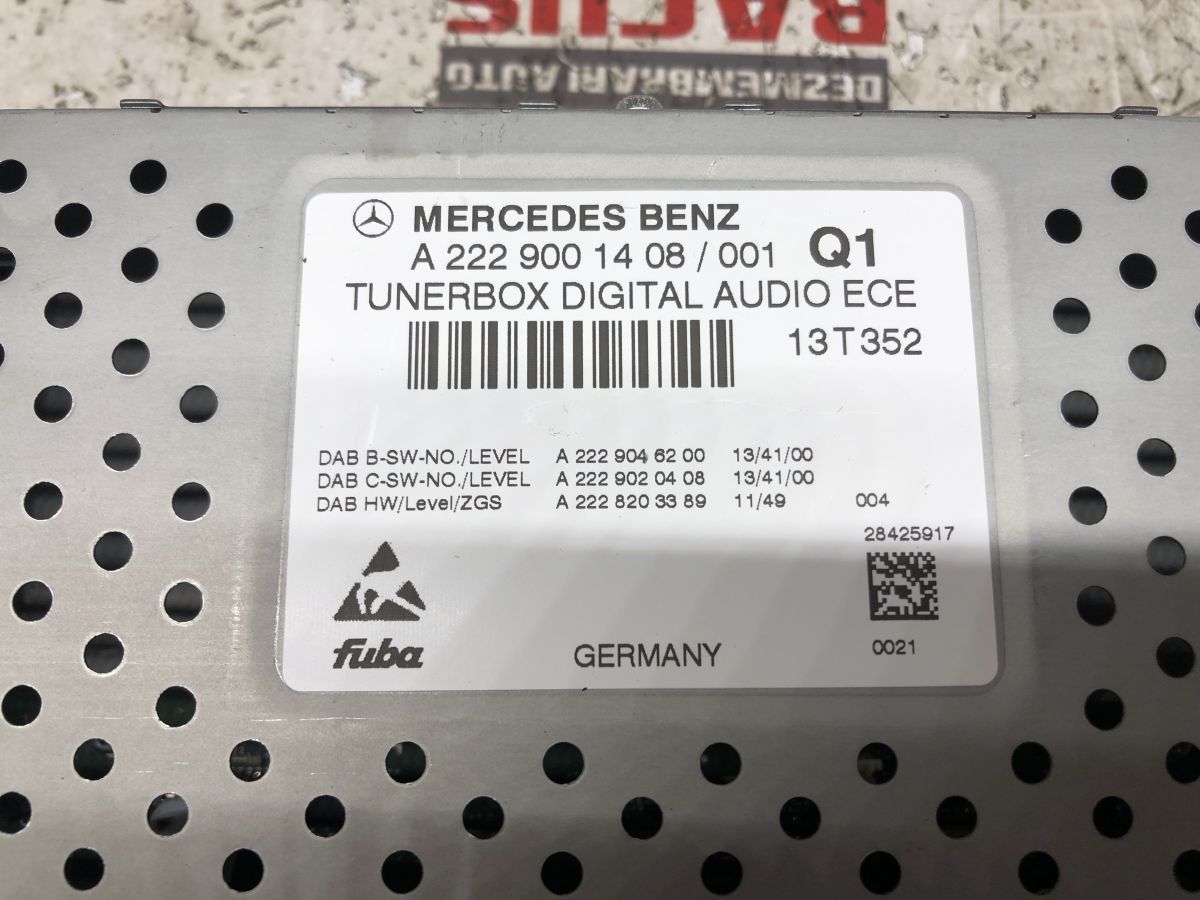 BACUS
DEZMEMBRARI AUTO
MERCEDES BENZ
A 222 900 14 08 / 001 Q1
TUNERBOX DIGITAL AUDIO ECE
13T352
DAB B-SW-NO./LEVEL A 222 904 62 00 13/41/00
DAB C-SW-NO./LEVEL A 222 902 04 08 13/41/00
DAB HW/Level/ZGS A 222 820 33 89 11/49 004
28425917
fuba GERMANY 0021